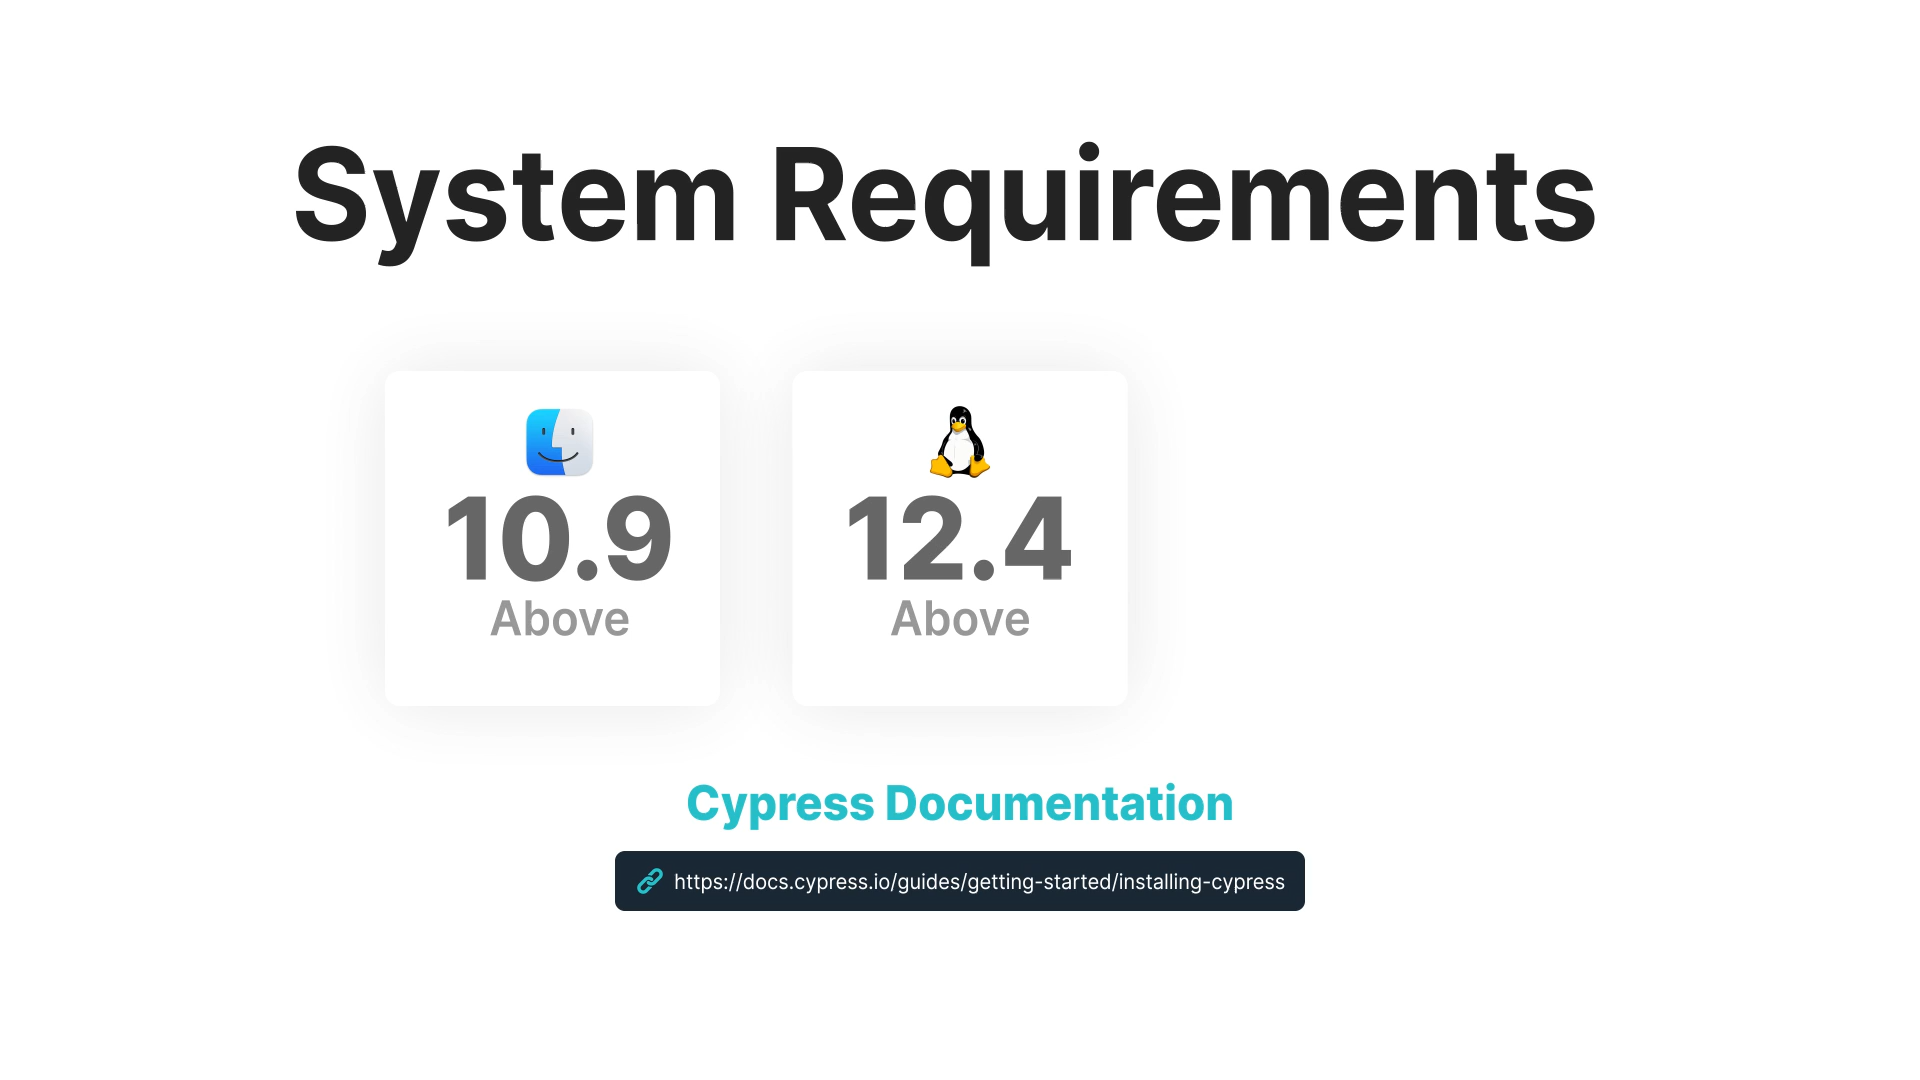 System Requirements
10.9
Above
12.4
Above
Cypress Documentation
https://docs.cypress.io/guides/getting-started/installing-cypress